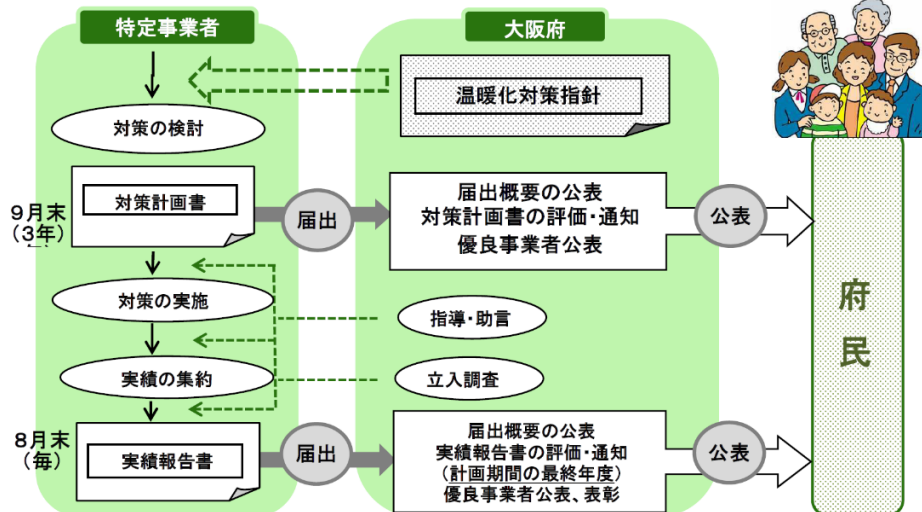 特定事業者
大阪府
温暖化対策指針
対策の検討
9月末
(3年)
対策計画書
届出
届出概要の公表
対策計画書の評価・通知
優良事業者公表
公表
対策の実施
指導・助言
実績の集約
立入調査
8月末
(毎)
実績報告書
届出
届出概要の公表
実績報告書の評価・通知
(計画期間の最終年度)
優良事業者公表、表彰
公表
府民